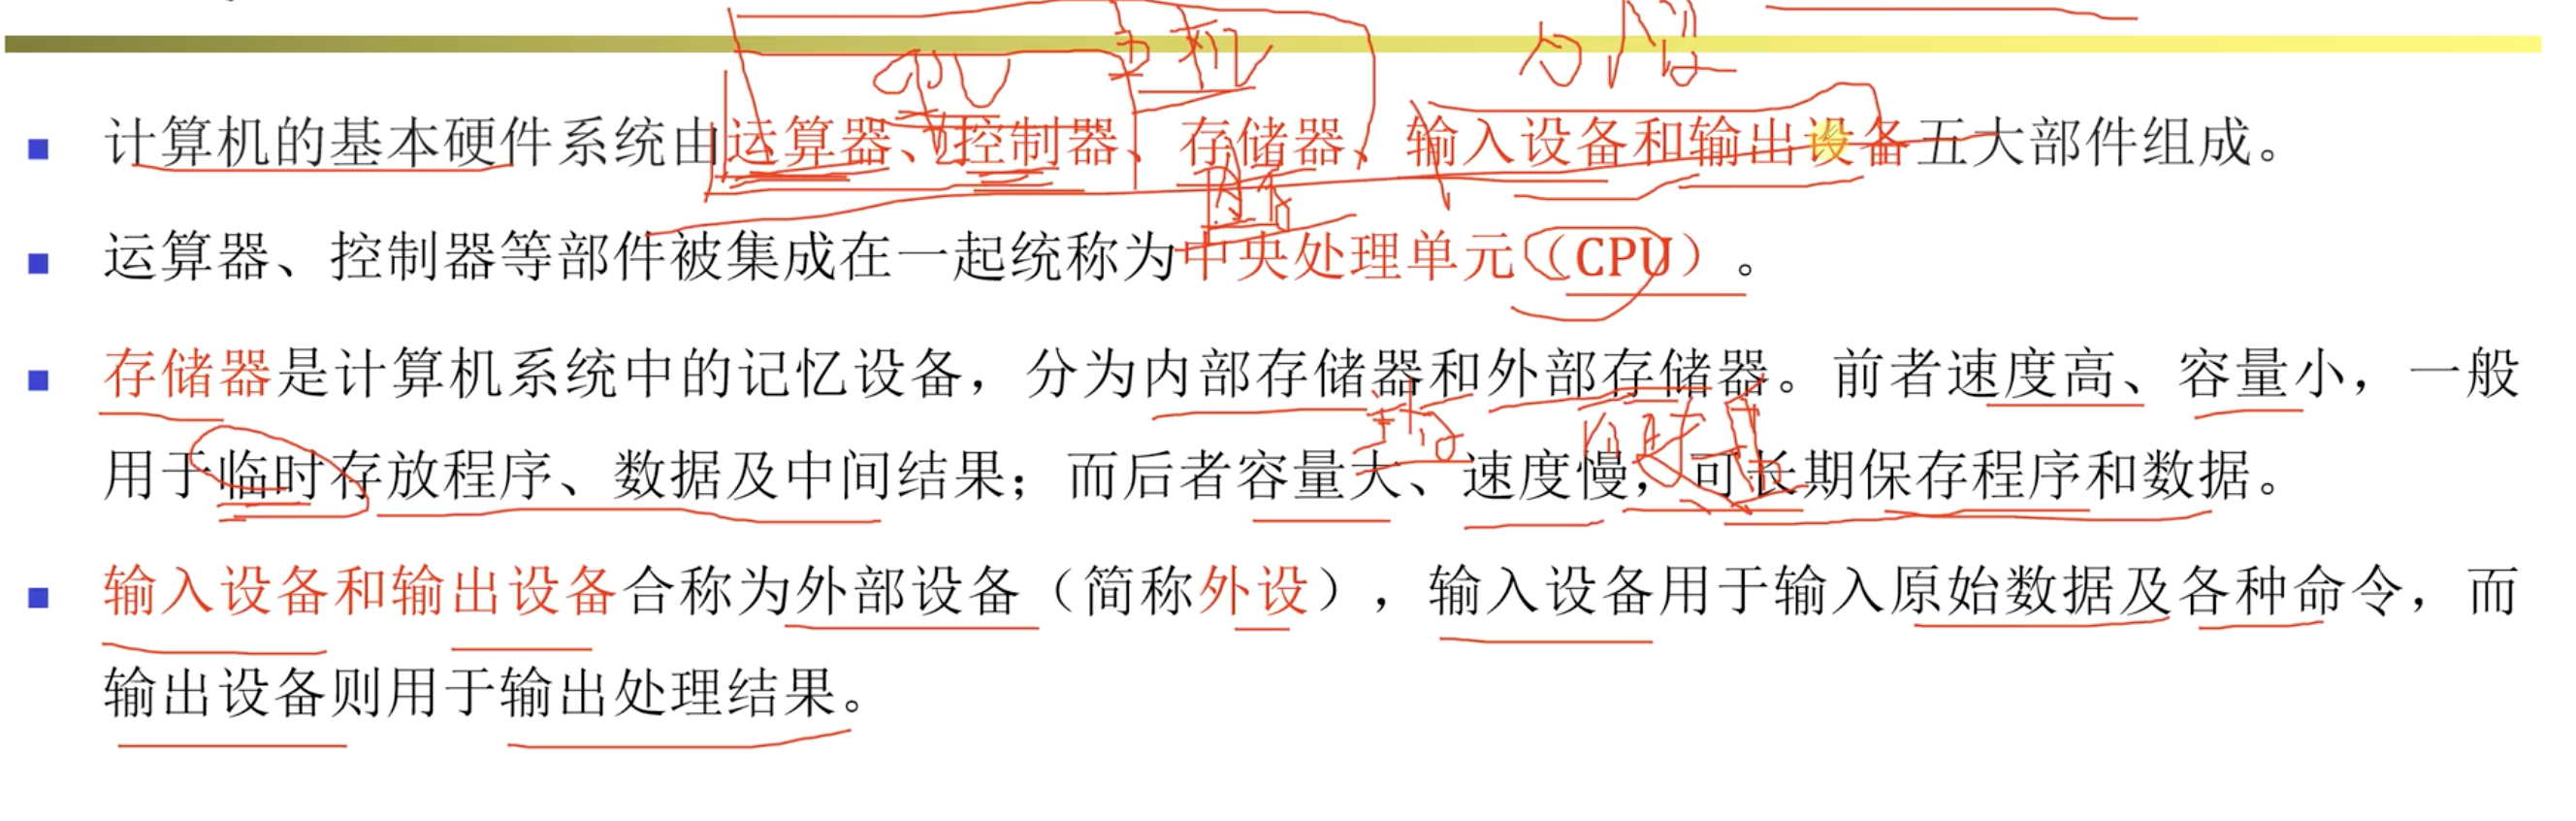 CPU 主机 外设
计算机的基本硬件系统由运算器、控制器、存储器、输入设备和输出设备五大部件组成。
内存
运算器、控制器等部件被集成在一起统称为中央处理单元（CPU）。
存储器是计算机系统中的记忆设备，分为内部存储器和外部存储器。前者速度高、容量小，一般
用于临时存放程序、数据及中间结果；而后者容量大、速度慢，可长期保存程序和数据。
输入设备和输出设备合称为外部设备（简称外设），输入设备用于输入原始数据及各种命令，而
输出设备则用于输出处理结果。